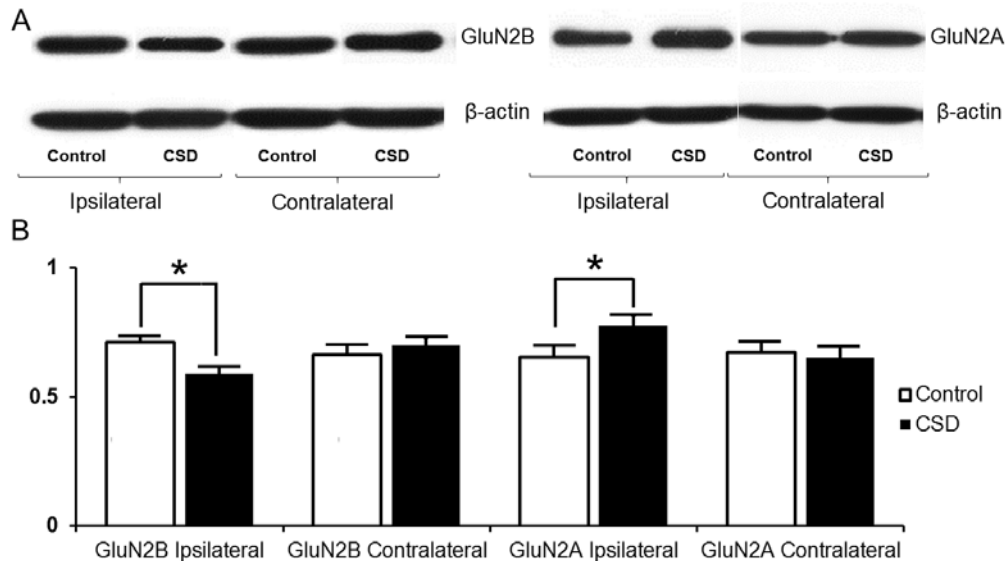 A
GluN2B
GluN2A
β-actin
β-actin
Control CSD Control CSD
Control CSD Control CSD
Ipsilateral Contralateral
Ipsilateral Contralateral
B
1
*
*
0.5
Control
CSD
0
GluN2B Ipsilateral GluN2B Contralateral GluN2A Ipsilateral GluN2A Contralateral